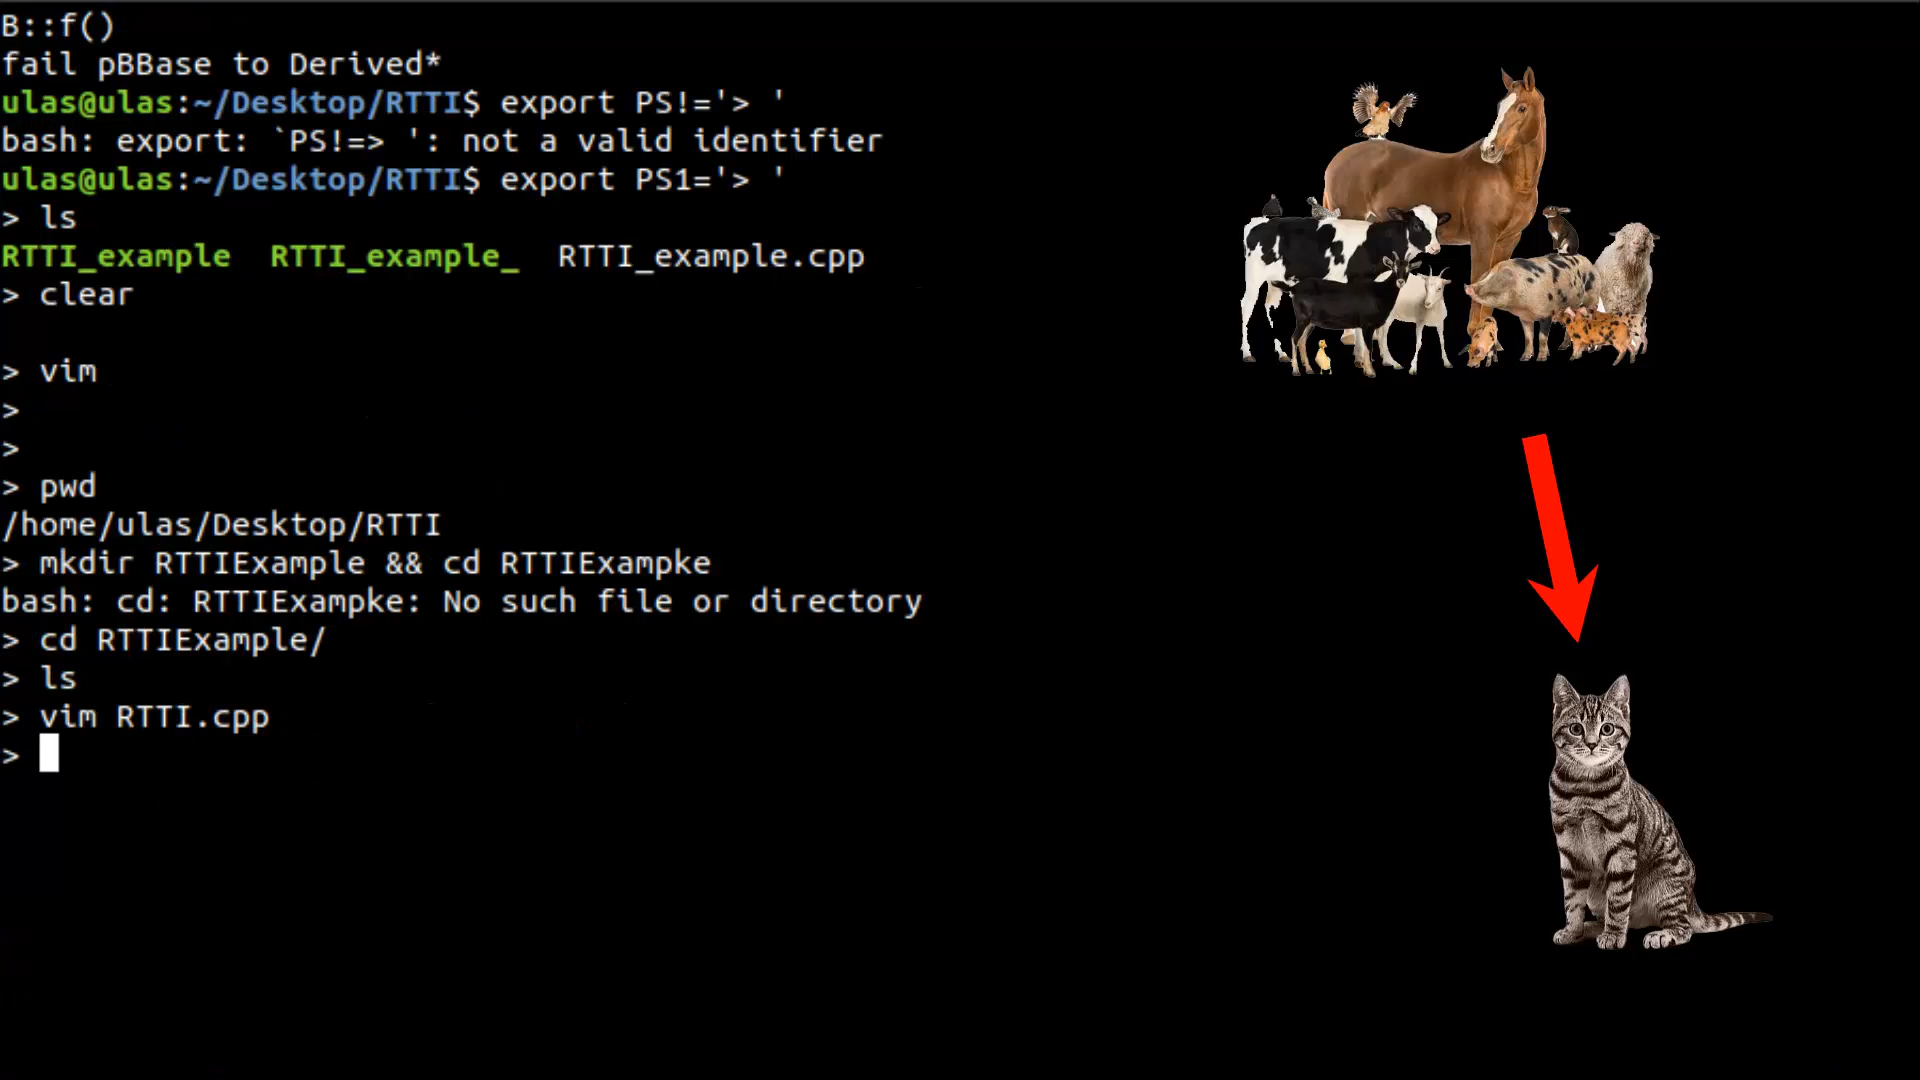 B::f()
fail pBBase to Derived*
ulas@ulas:~/Desktop/RTTI$ export PS!='> '
bash: export: `PS!=> ': not a valid identifier
ulas@ulas:~/Desktop/RTTI$ export PS1='> '
> ls
RTTI_example  RTTI_example_  RTTI_example.cpp
> clear
> vim
>
>
> pwd
/home/ulas/Desktop/RTTI
> mkdir RTTIExample && cd RTTIExampke
bash: cd: RTTIExampke: No such file or directory
> cd RTTIExample/
> ls
> vim RTTI.cpp
>